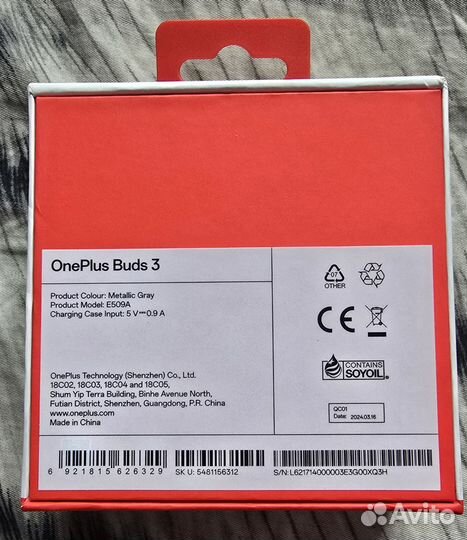 OnePlus Buds 3
Product Colour: Metallic Gray
Product Model: E509A
Charging Case Input: 5 V⎓0.9 A
07
OTHER
CE
CONTAINS
SOYOIL
OnePlus Technology (Shenzhen) Co., Ltd.
18C02, 18C03, 18C04 and 18C05,
Shum Yip Terra Building, Binhe Avenue North,
Futian District, Shenzhen, Guangdong, P.R. China
www.oneplus.com
Made in China
QC01
Date: 2024.03.16
6 921815 626329
SKU: 5481156312
S/N:L621714000003E3G00XQ3H
Avito